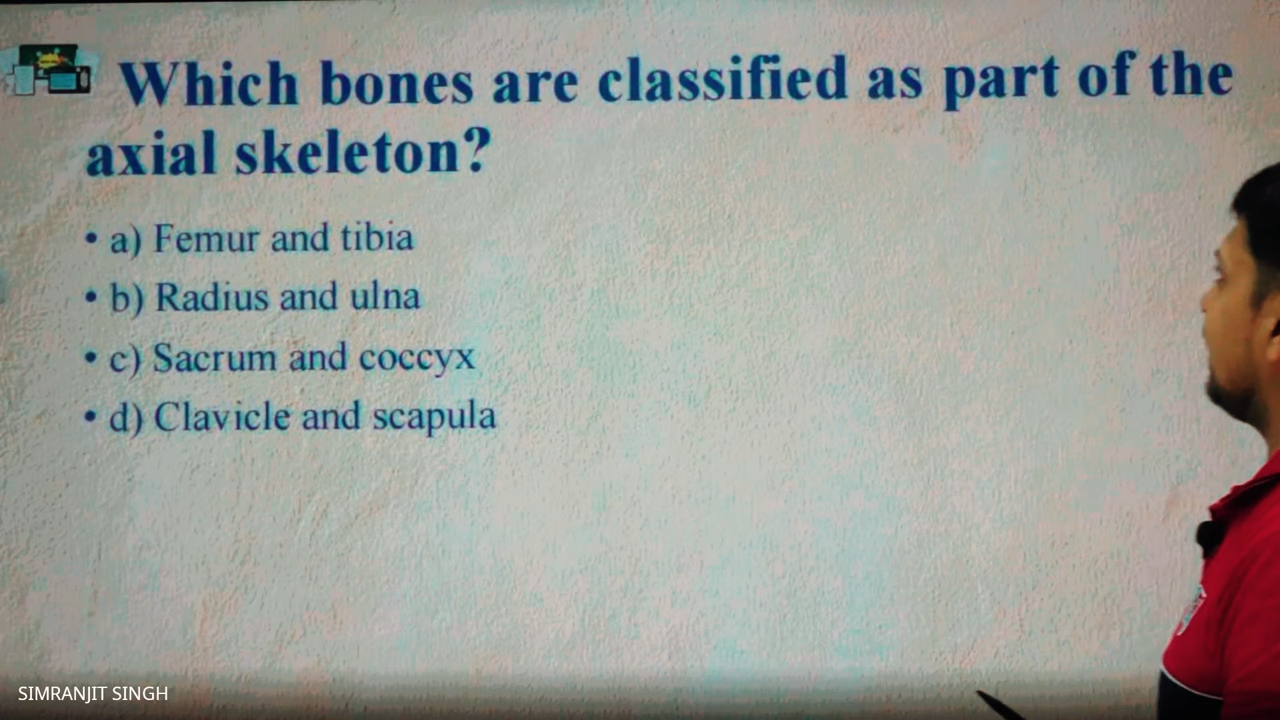 Which bones are classified as part of the
axial skeleton?
• a) Femur and tibia
• b) Radius and ulna
• c) Sacrum and coccyx
• d) Clavicle and scapula
SIMRANJIT SINGH